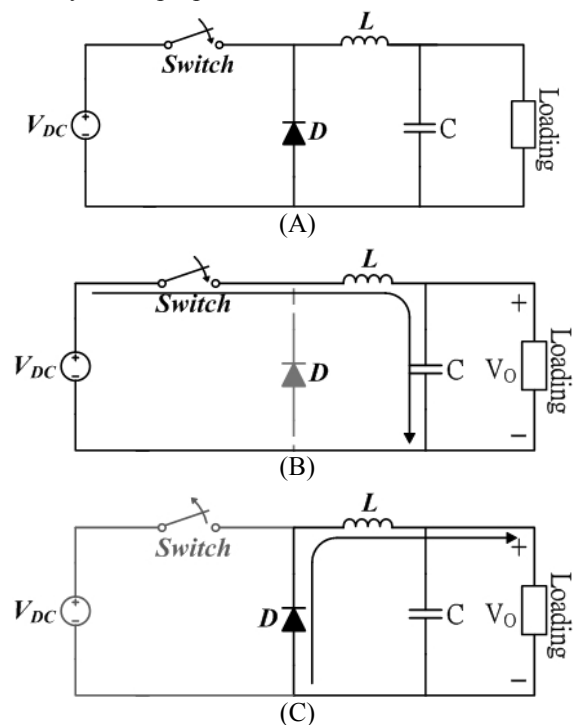 L
Switch
V_DC
+
−
D
C
Loading
(A)
L
Switch
V_DC
+
−
D
C
+
V_O
−
Loading
(B)
L
Switch
V_DC
+
−
D
C
+
V_O
−
Loading
(C)